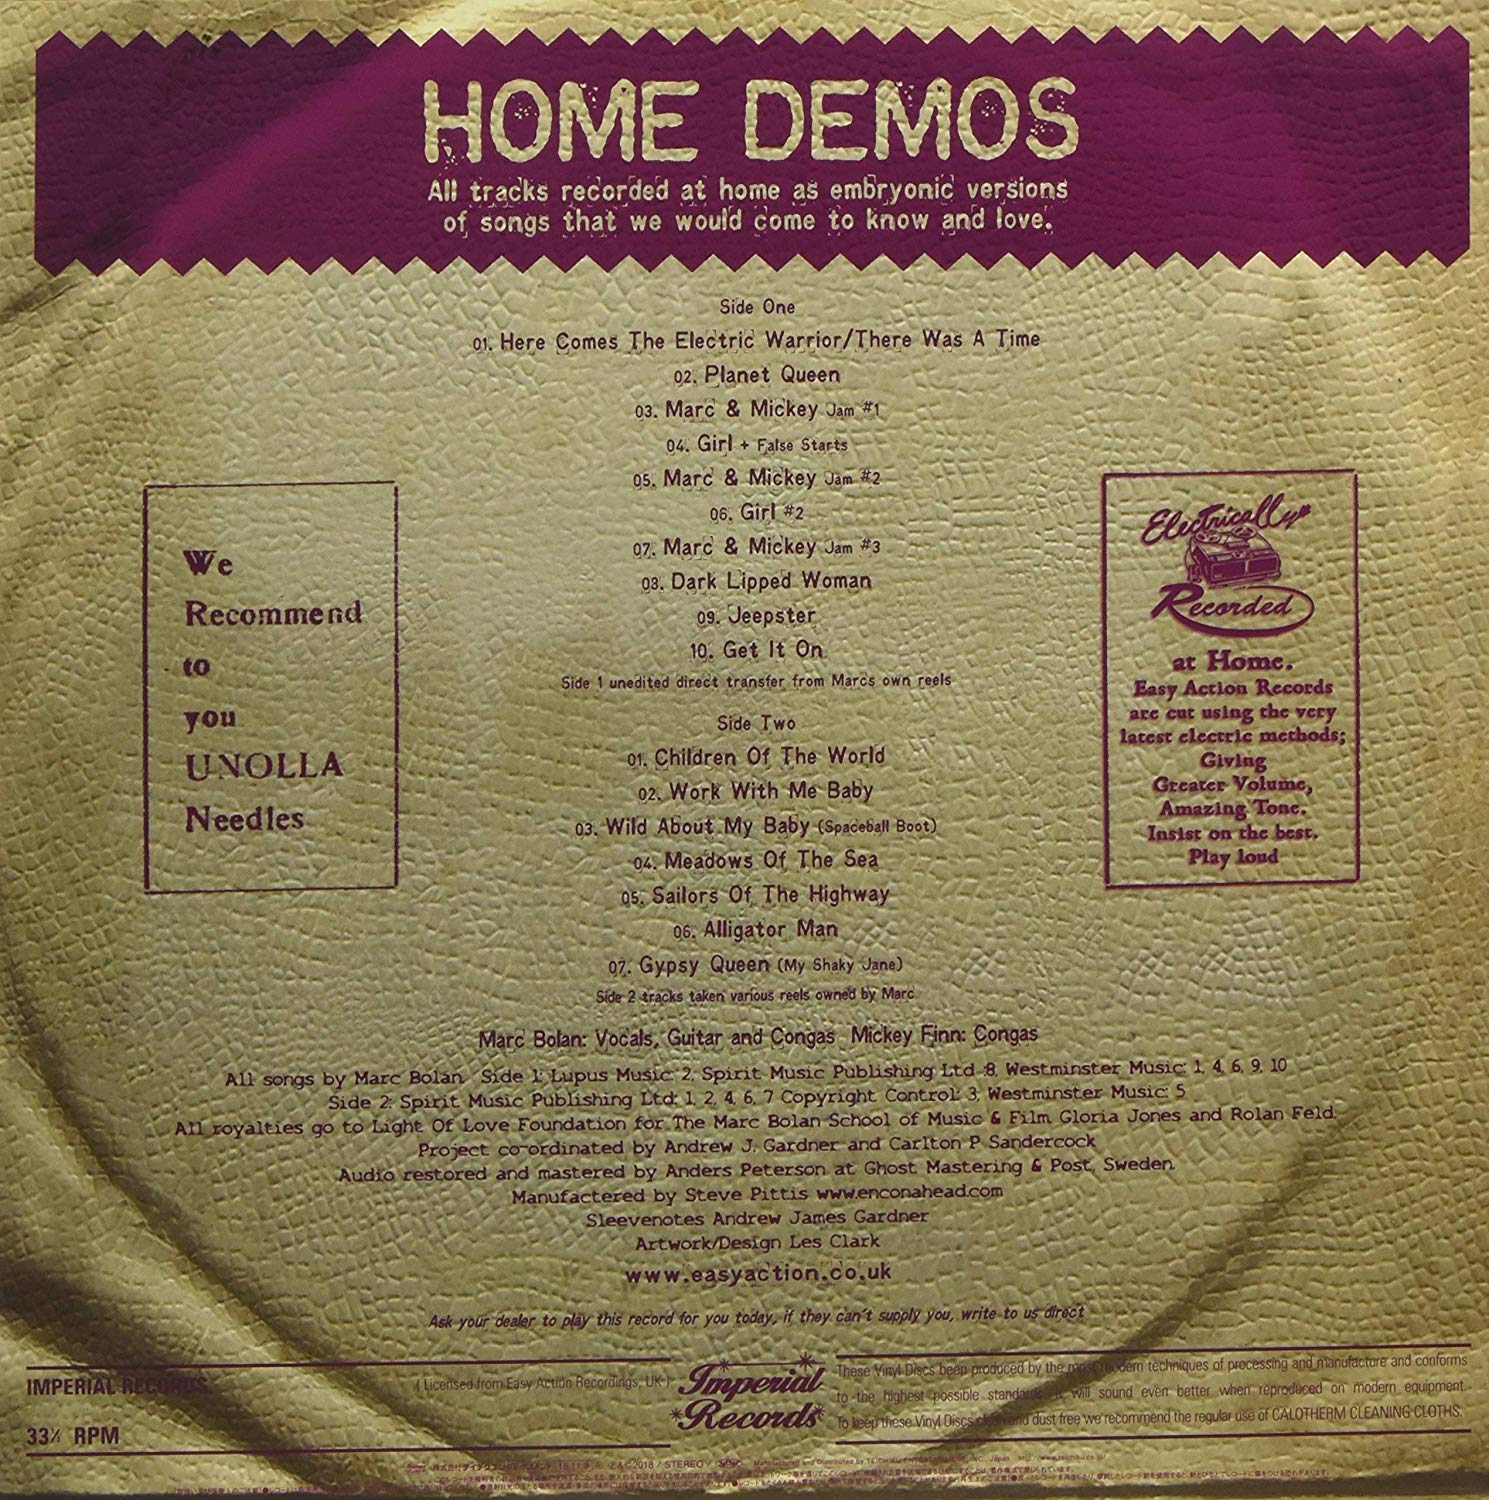 HOME DEMOS
All tracks recorded at home as embryonic versions
of songs that we would come to know and love.
Side One
01. Here Comes The Electric Warrior/There Was A Time
02. Planet Queen
03. Marc & Mickey Jam #1
04. Girl + False Starts
05. Marc & Mickey Jam #2
06. Girl #2
07. Marc & Mickey Jam #3
08. Dark Lipped Woman
09. Jeepster
10. Get It On
Side 1 unedited direct transfer from Marcs own reels
Side Two
01. Children Of The World
02. Work With Me Baby
03. Wild About My Baby (Spaceball Boot)
04. Meadows Of The Sea
05. Sailors Of The Highway
06. Alligator Man
07. Gypsy Queen (My Shaky Jane)
Side 2 tracks taken various reels owned by Marc
We
Recommend
to
you
UNOLLA
Needles
Electrically
Recorded
at Home.
Easy Action Records
are cut using the very
latest electric methods;
Giving
Greater Volume,
Amazing Tone.
Insist on the best.
Play loud
Marc Bolan: Vocals, Guitar and Congas Mickey Finn: Congas
All songs by Marc Bolan Side 1: Lupus Music: 2, Spirit Music Publishing Ltd :8, Westminster Music: 1, 4, 6, 9, 10
Side 2: Spirit Music Publishing Ltd: 1, 2, 4, 6, 7 Copyright Control: 3, Westminster Music: 5
All royalties go to Light Of Love Foundation for The Marc Bolan School of Music & Film Gloria Jones and Rolan Feld.
Project co-ordinated by Andrew J. Gardner and Carlton P Sandercock
Audio restored and mastered by Anders Peterson at Ghost Mastering & Post, Sweden
Manufactered by Steve Pittis www.enconahead.com
Sleevenotes Andrew James Gardner
Artwork/Design Les Clark
www.easyaction.co.uk
Ask your dealer to play this record for you today, if they can't supply you, write to us direct
IMPERIAL RECORDS
( Licensed from Easy Action Recordings, UK )
33⅓ RPM
Imperial
Records
These Vinyl Discs been produced by the most modern techniques of processing and manufacture and conforms
to the highest possible standards. It will sound even better when reproduced on modern equipment.
To keep these Vinyl Discs clean and dust free we recommend the regular use of CALOTHERM CLEANING CLOTHS.
℗&©2018 / STEREO / Manufactured and Distributed by TEICHIKU ENTERTAINMENT, INC., Japan http://www.teichiku.co.jp/